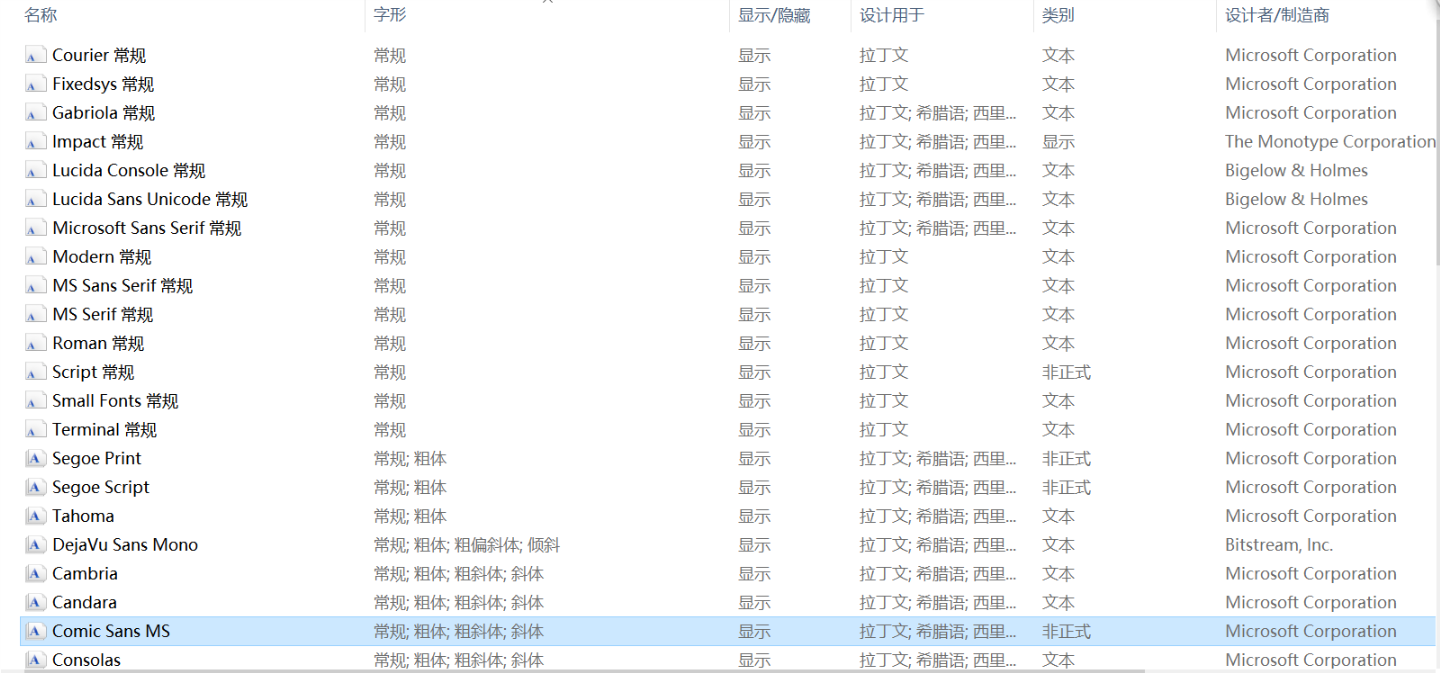 名称 字形 显示/隐藏 设计用于 类别 设计者/制造商
Courier 常规 常规 显示 拉丁文 文本 Microsoft Corporation
Fixedsys 常规 常规 显示 拉丁文 文本 Microsoft Corporation
Gabriola 常规 常规 显示 拉丁文; 希腊语; 西里... 文本 Microsoft Corporation
Impact 常规 常规 显示 拉丁文; 希腊语; 西里... 显示 The Monotype Corporation
Lucida Console 常规 常规 显示 拉丁文; 希腊语; 西里... 文本 Bigelow & Holmes
Lucida Sans Unicode 常规 常规 显示 拉丁文; 希腊语; 西里... 文本 Bigelow & Holmes
Microsoft Sans Serif 常规 常规 显示 拉丁文; 希腊语; 西里... 文本 Microsoft Corporation
Modern 常规 常规 显示 拉丁文 文本 Microsoft Corporation
MS Sans Serif 常规 常规 显示 拉丁文 文本 Microsoft Corporation
MS Serif 常规 常规 显示 拉丁文 文本 Microsoft Corporation
Roman 常规 常规 显示 拉丁文 文本 Microsoft Corporation
Script 常规 常规 显示 拉丁文 非正式 Microsoft Corporation
Small Fonts 常规 常规 显示 拉丁文 文本 Microsoft Corporation
Terminal 常规 常规 显示 拉丁文 文本 Microsoft Corporation
Segoe Print 常规; 粗体 显示 拉丁文; 希腊语; 西里... 非正式 Microsoft Corporation
Segoe Script 常规; 粗体 显示 拉丁文; 希腊语; 西里... 非正式 Microsoft Corporation
Tahoma 常规; 粗体 显示 拉丁文; 希腊语; 西里... 文本 Microsoft Corporation
DejaVu Sans Mono 常规; 粗体; 粗偏斜体; 倾斜 显示 拉丁文; 希腊语; 西里... 文本 Bitstream, Inc.
Cambria 常规; 粗体; 粗斜体; 斜体 显示 拉丁文; 希腊语; 西里... 文本 Microsoft Corporation
Candara 常规; 粗体; 粗斜体; 斜体 显示 拉丁文; 希腊语; 西里... 文本 Microsoft Corporation
Comic Sans MS 常规; 粗体; 粗斜体; 斜体 显示 拉丁文; 希腊语; 西里... 非正式 Microsoft Corporation
Consolas 常规; 粗体; 粗斜体; 斜体 显示 拉丁文; 希腊语; 西里... 文本 Microsoft Corporation